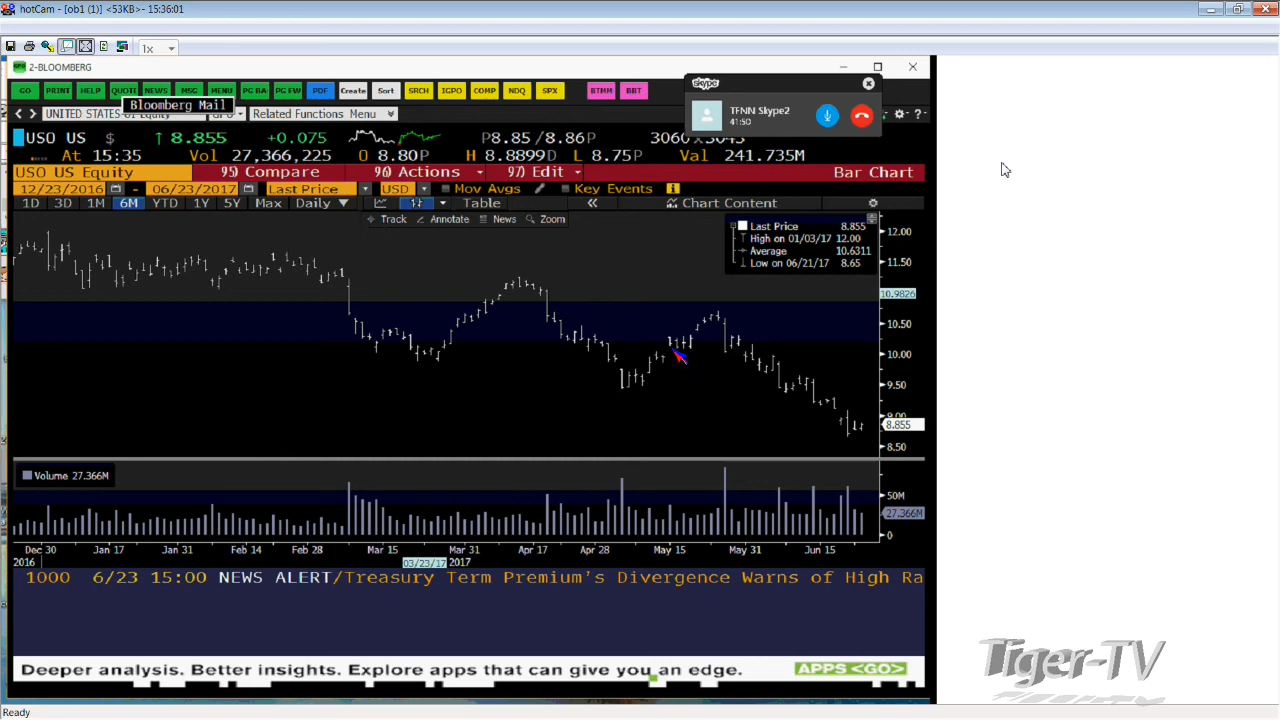 hotCam - [ob1 (1)] <53KB>- 15:36:01
1x
2-BLOOMBERG
GO PRINT HELP QUOTE NEWS MSG MENU PG BA PG FW PDF Create Sort SRCH IGPO COMP NDQ SPX BTMM BBT
Bloomberg Mail
skype
TFNN Skype2
41:50
UNITED STATES Related Functions Menu
USO US $ ↑ 8.855 +0.075 P8.85 / 8.86P
At 15:35 Vol 27,366,225 O 8.80P H 8.8899D L 8.75P Val 241.735M
USO US Equity 95) Compare 96) Actions 97) Edit Bar Chart
12/23/2016 - 06/23/2017 Last Price USD Mov Avgs Key Events
1D 3D 1M 6M YTD 1Y 5Y Max Daily ▼ Table « Chart Content
Track Annotate News Zoom
Last Price 8.855
High on 01/03/17 12.00
Average 10.6311
Low on 06/21/17 8.65
12.00
11.50
10.9826
10.50
10.00
9.50
9.00
8.855
8.50
Volume 27.366M
50M
27.366M
0
Dec 30 Jan 17 Jan 31 Feb 14 Feb 28 Mar 15 Mar 31 Apr 17 Apr 28 May 15 May 31 Jun 15
2016 03/23/17 2017
1000 6/23 15:00 NEWS ALERT/Treasury Term Premium's Divergence Warns of High Ra
Deeper analysis. Better insights. Explore apps that can give you an edge. APPS <GO>
Tiger-TV
Ready